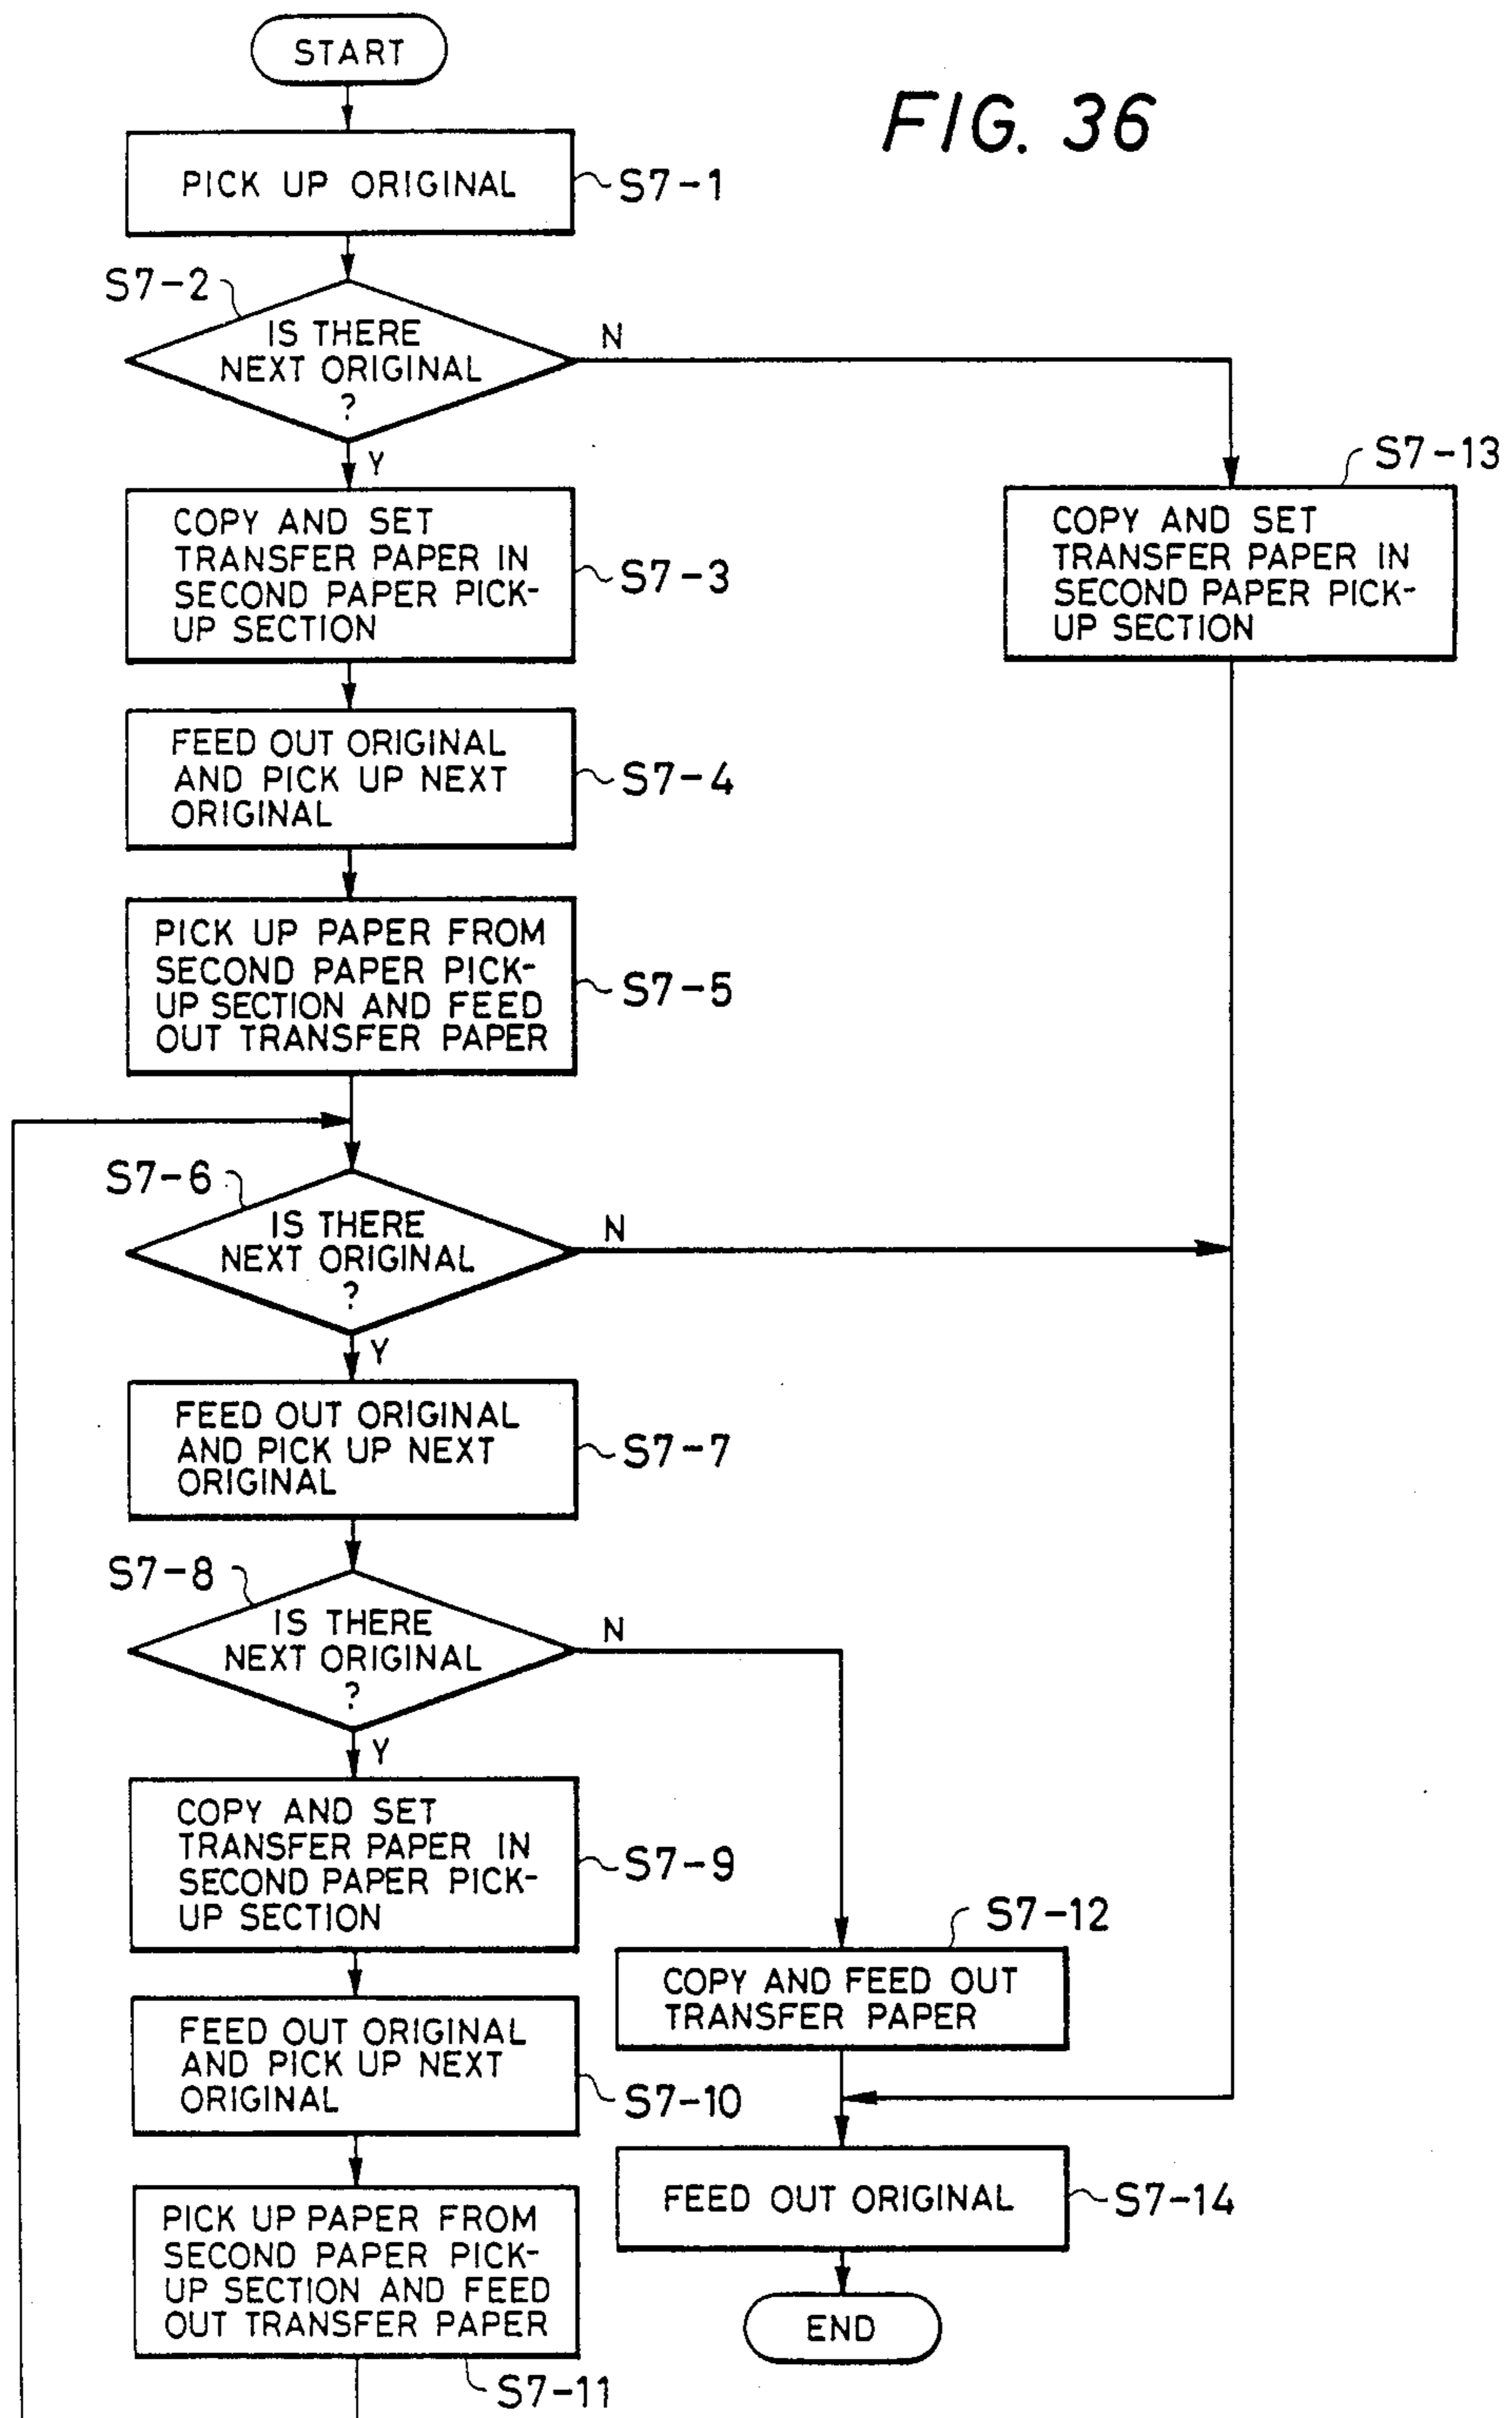 START
FIG. 36
PICK UP ORIGINAL
S7-1
S7-2
IS THERE
NEXT ORIGINAL
?
N
Y
COPY AND SET
TRANSFER PAPER IN
SECOND PAPER PICK-
UP SECTION
S7-3
S7-13
COPY AND SET
TRANSFER PAPER IN
SECOND PAPER PICK-
UP SECTION
FEED OUT ORIGINAL
AND PICK UP NEXT
ORIGINAL
S7-4
PICK UP PAPER FROM
SECOND PAPER PICK-
UP SECTION AND FEED
OUT TRANSFER PAPER
S7-5
S7-6
IS THERE
NEXT ORIGINAL
?
N
Y
FEED OUT ORIGINAL
AND PICK UP NEXT
ORIGINAL
S7-7
S7-8
IS THERE
NEXT ORIGINAL
?
N
Y
COPY AND SET
TRANSFER PAPER IN
SECOND PAPER PICK-
UP SECTION
S7-9
S7-12
COPY AND FEED OUT
TRANSFER PAPER
FEED OUT ORIGINAL
AND PICK UP NEXT
ORIGINAL
S7-10
FEED OUT ORIGINAL
S7-14
PICK UP PAPER FROM
SECOND PAPER PICK-
UP SECTION AND FEED
OUT TRANSFER PAPER
S7-11
END